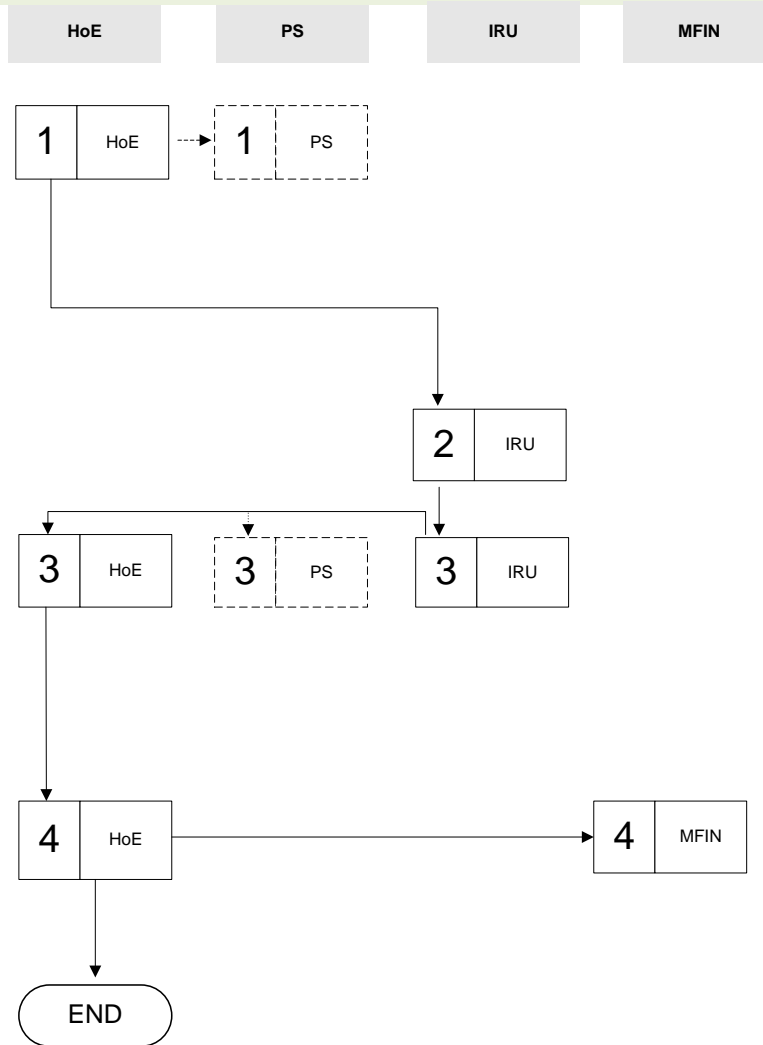 HoE PS IRU MFIN
1 HoE 1 PS
2 IRU
3 HoE 3 PS 3 IRU
4 HoE 4 MFIN
END